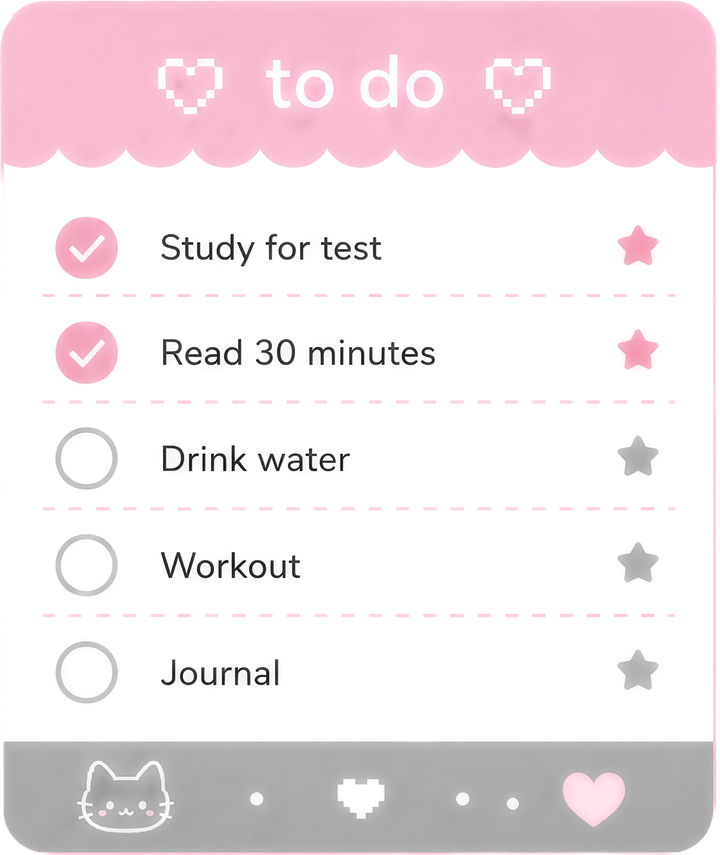 to do
Study for test
Read 30 minutes
Drink water
Workout
Journal